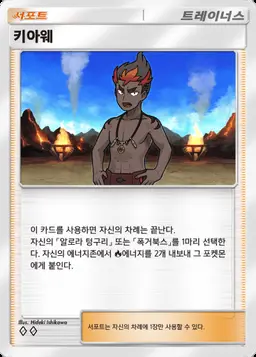 서포트
트레이너스
키아웨
이 카드를 사용하면 자신의 차례는 끝난다.
자신의 「알로라 텅구리」 또는 「폭거북스」를 1마리 선택한
다. 자신의 에너지존에서 에너지를 2개 내보내 그 포켓몬
에게 붙인다.
Illus. Hideki Ishikawa
서포트는 자신의 차례에 1장만 사용할 수 있다.